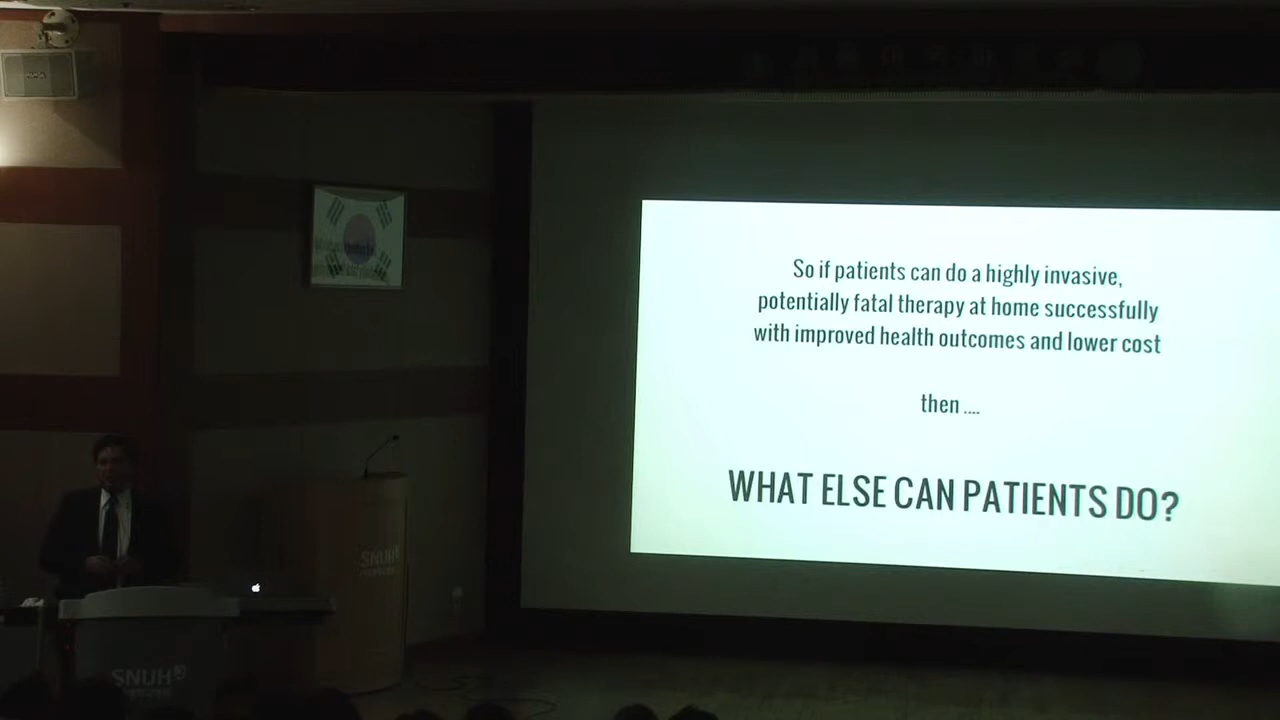 So if patients can do a highly invasive,
potentially fatal therapy at home successfully
with improved health outcomes and lower cost
then ....
WHAT ELSE CAN PATIENTS DO?
SNUH
SNUH